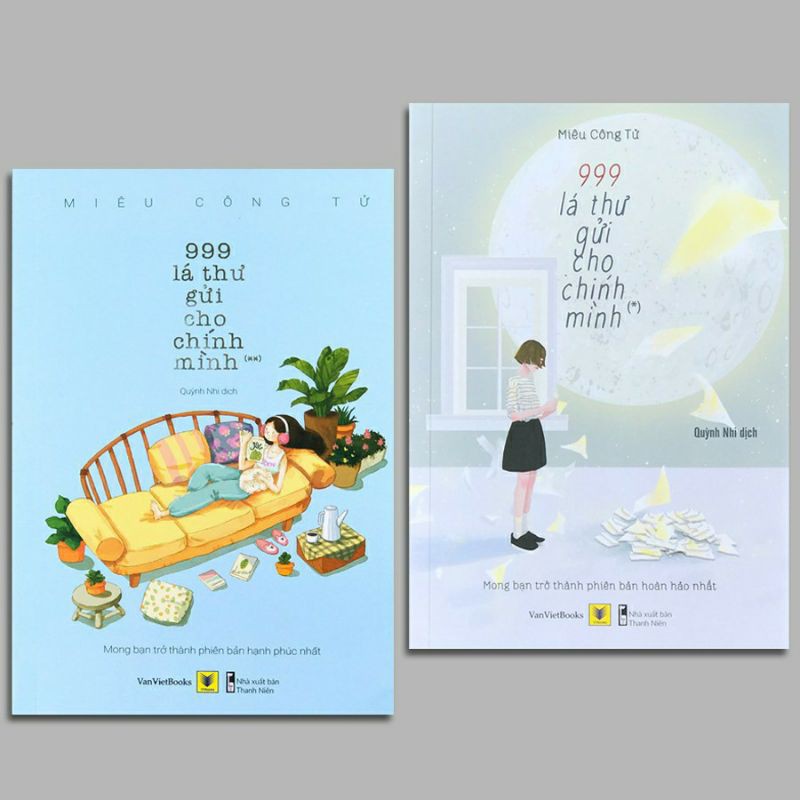 MIÊU CÔNG TỬ
999
lá thư
gửi
cho
chính
mình (**)
Quỳnh Nhi dịch
Mong bạn trở thành phiên bản hạnh phúc nhất
VanVietBooks
Nhà xuất bản
Thanh Niên
Miêu Công Tử
999
lá thư
gửi
cho
chính
mình (*)
Quỳnh Nhi dịch
Mong bạn trở thành phiên bản hoàn hảo nhất
VanVietBooks
Nhà xuất bản
Thanh Niên